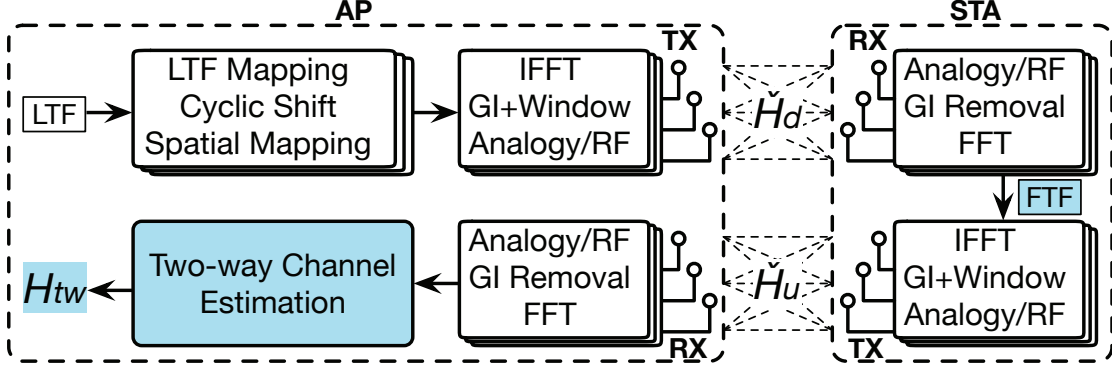 AP
STA
LTF
LTF Mapping
Cyclic Shift
Spatial Mapping
IFFT
GI+Window
Analogy/RF
TX
Ȟd
RX
Analogy/RF
GI Removal
FFT
FTF
Htw
Two-way Channel
Estimation
Analogy/RF
GI Removal
FFT
RX
Ȟu
TX
IFFT
GI+Window
Analogy/RF